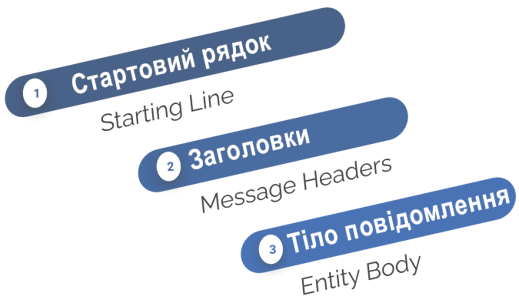 1 Стартовий рядок
Starting Line
2 Заголовки
Message Headers
3 Тіло повідомлення
Entity Body